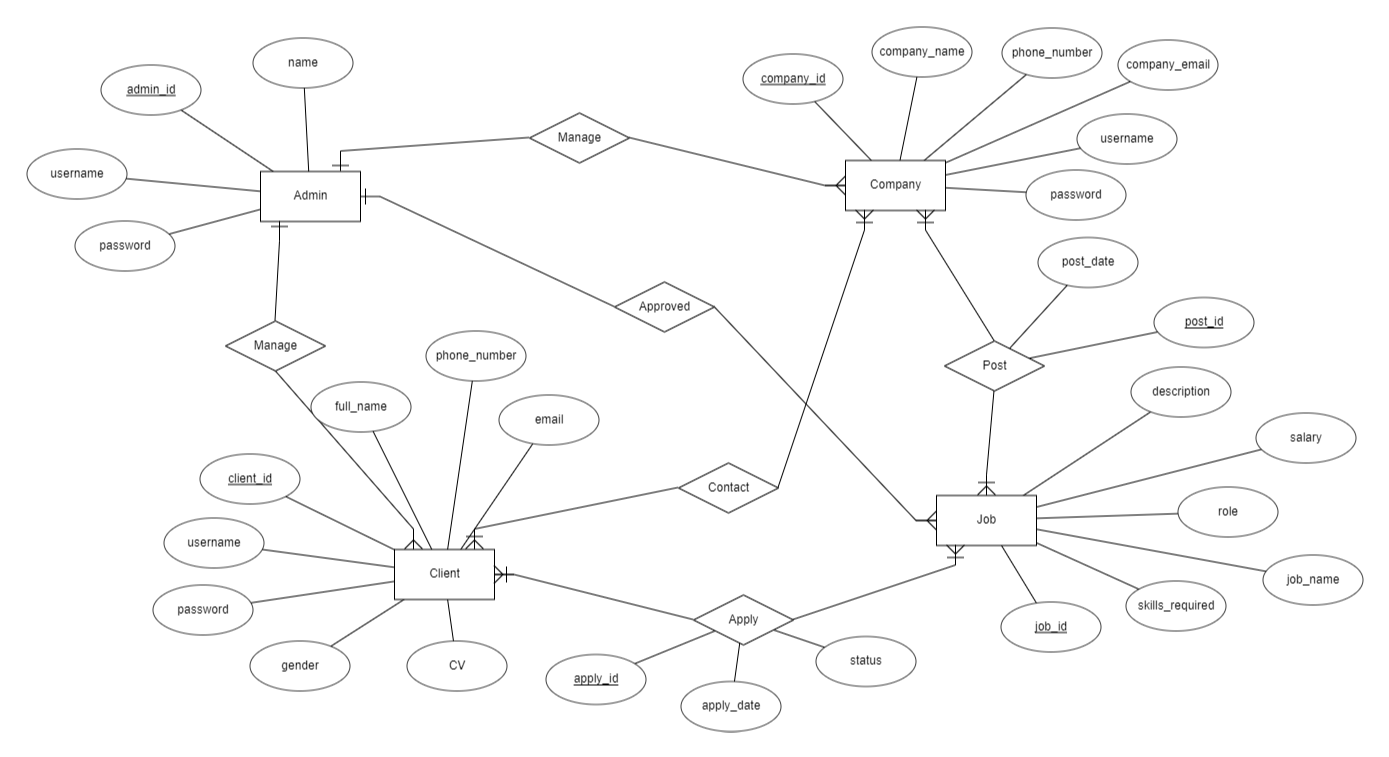 name
company_name
phone_number
company_email
company_id
admin_id
Manage
username
username
Admin
Company
password
password
post_date
Approved
post_id
Manage
phone_number
Post
description
full_name
email
salary
client_id
Contact
role
Job
username
Client
job_name
password
skills_required
Apply
job_id
gender
CV
status
apply_id
apply_date